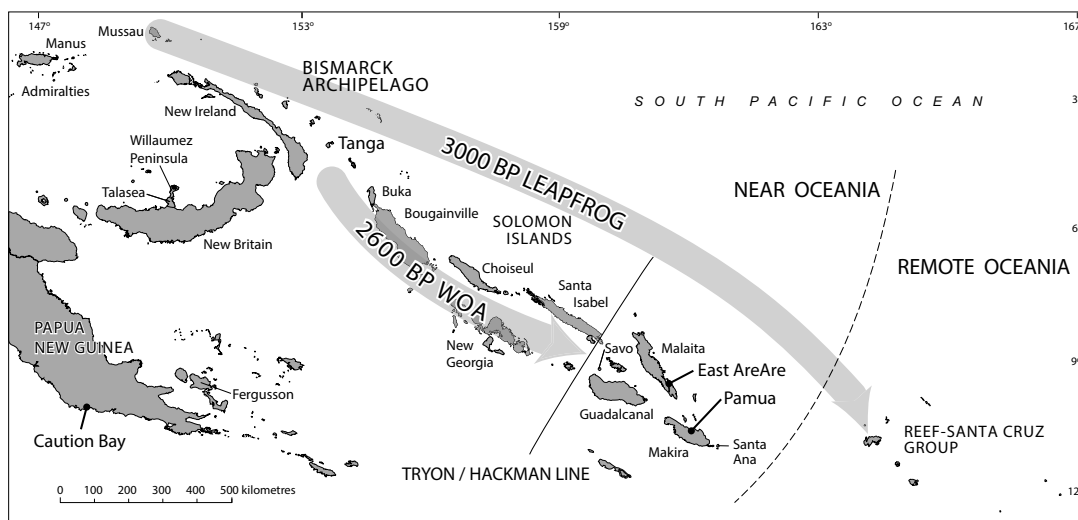 147°
153°
159°
163°
167
Mussau
Manus
Admiralties
BISMARCK
ARCHIPELAGO
SOUTH PACIFIC OCEAN
3
New Ireland
Willaumez
Peninsula
Tanga
3000 BP LEAPFROG
Talasea
Buka
NEAR OCEANIA
Bougainville
SOLOMON
ISLANDS
6
New Britain
2600 BP WOA
Choiseul
REMOTE OCEANIA
Santa
Isabel
PAPUA
NEW GUINEA
New
Georgia
Savo
Malaita
9
East AreAre
Fergusson
Guadalcanal
Pamua
Caution Bay
REEF-SANTA CRUZ
GROUP
Makira
Santa
Ana
TRYON / HACKMAN LINE
0 100 200 300 400 500 kilometres
12